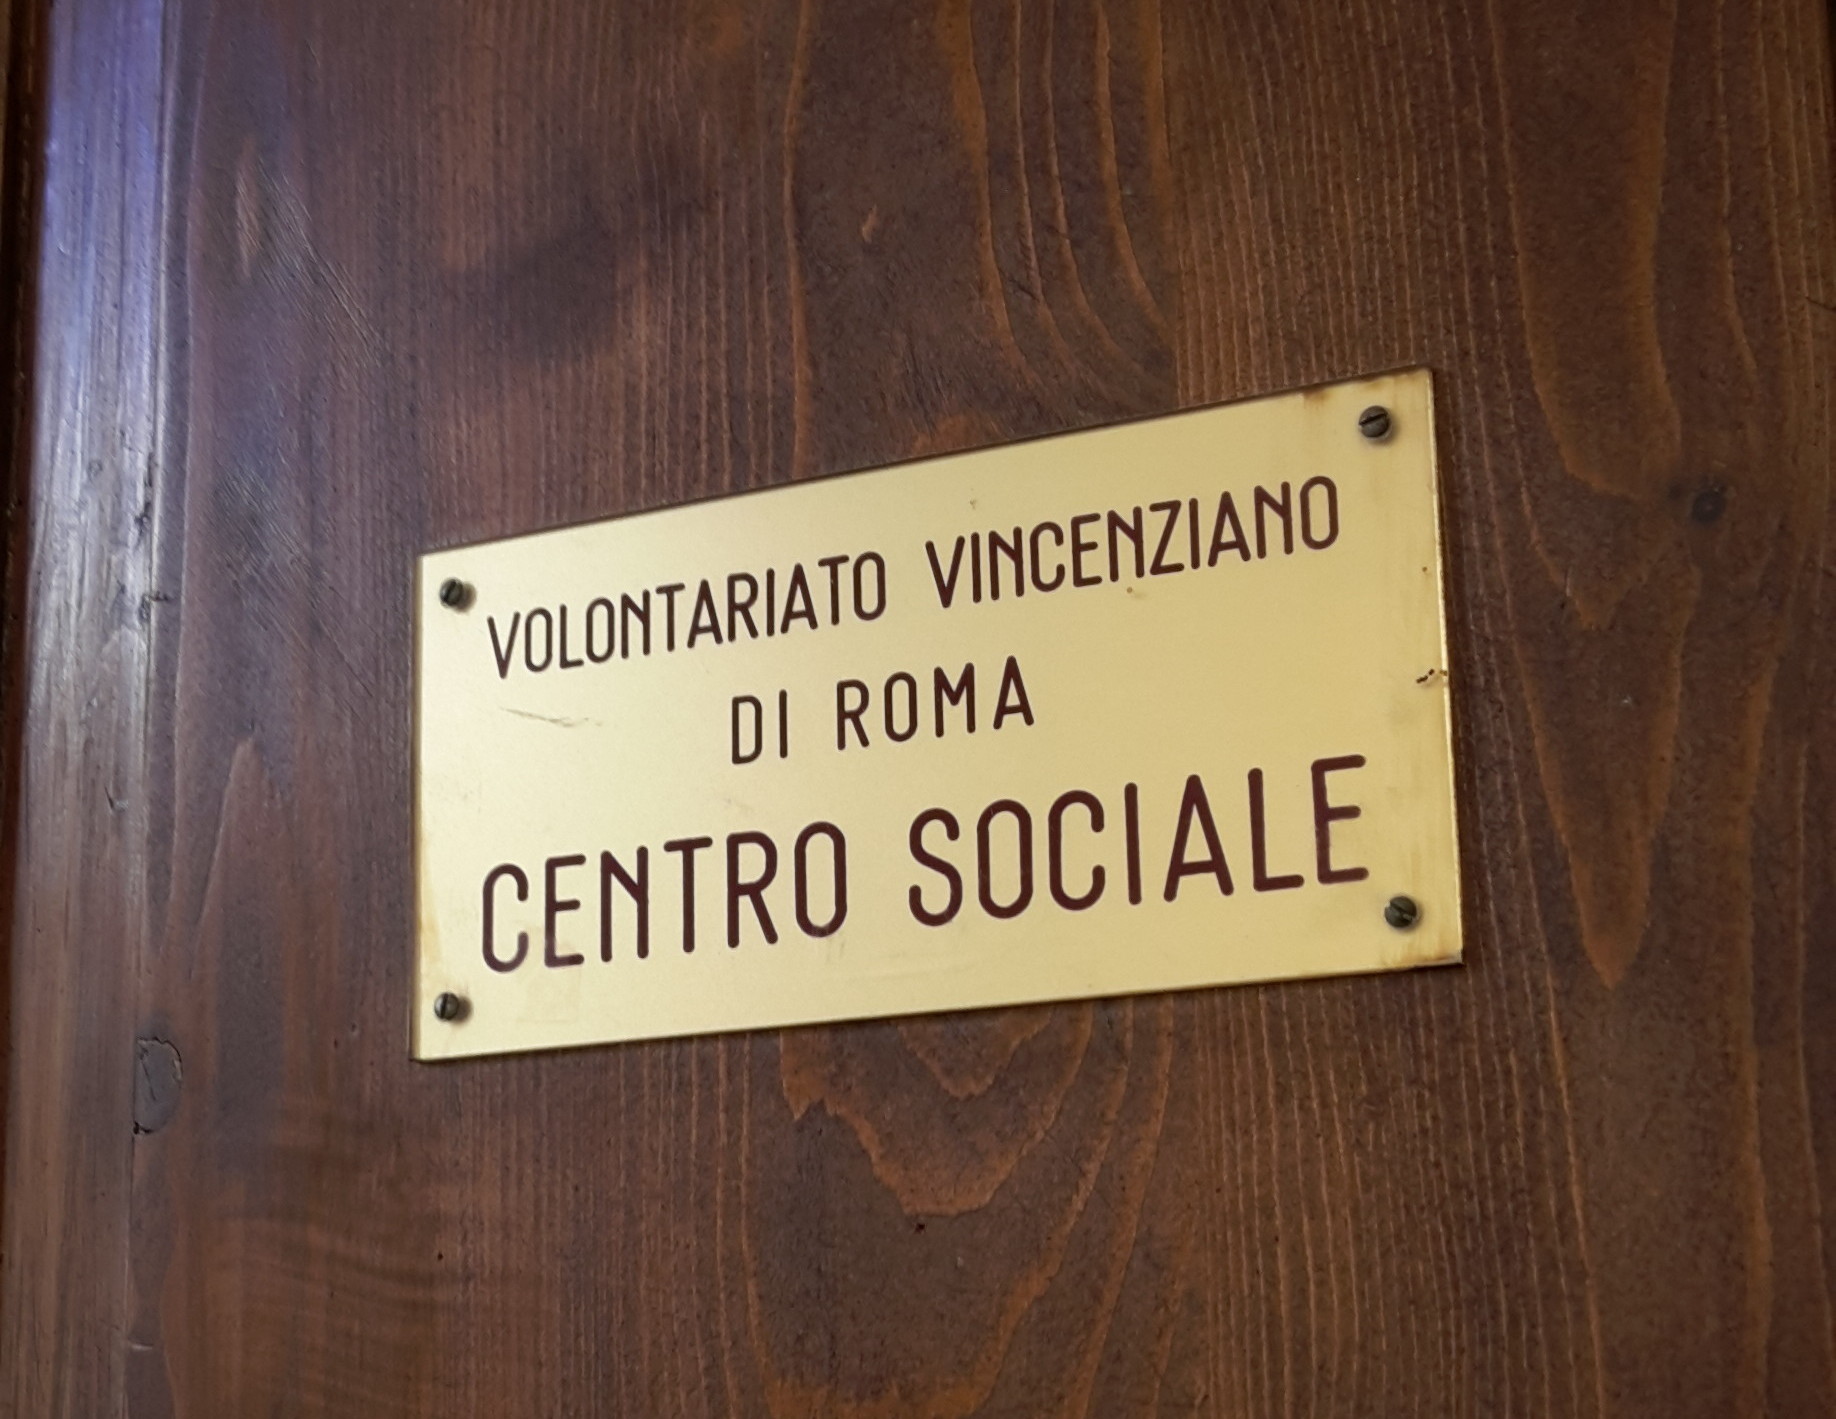 VOLONTARIATO VINCENZIANO
DI ROMA
CENTRO SOCIALE